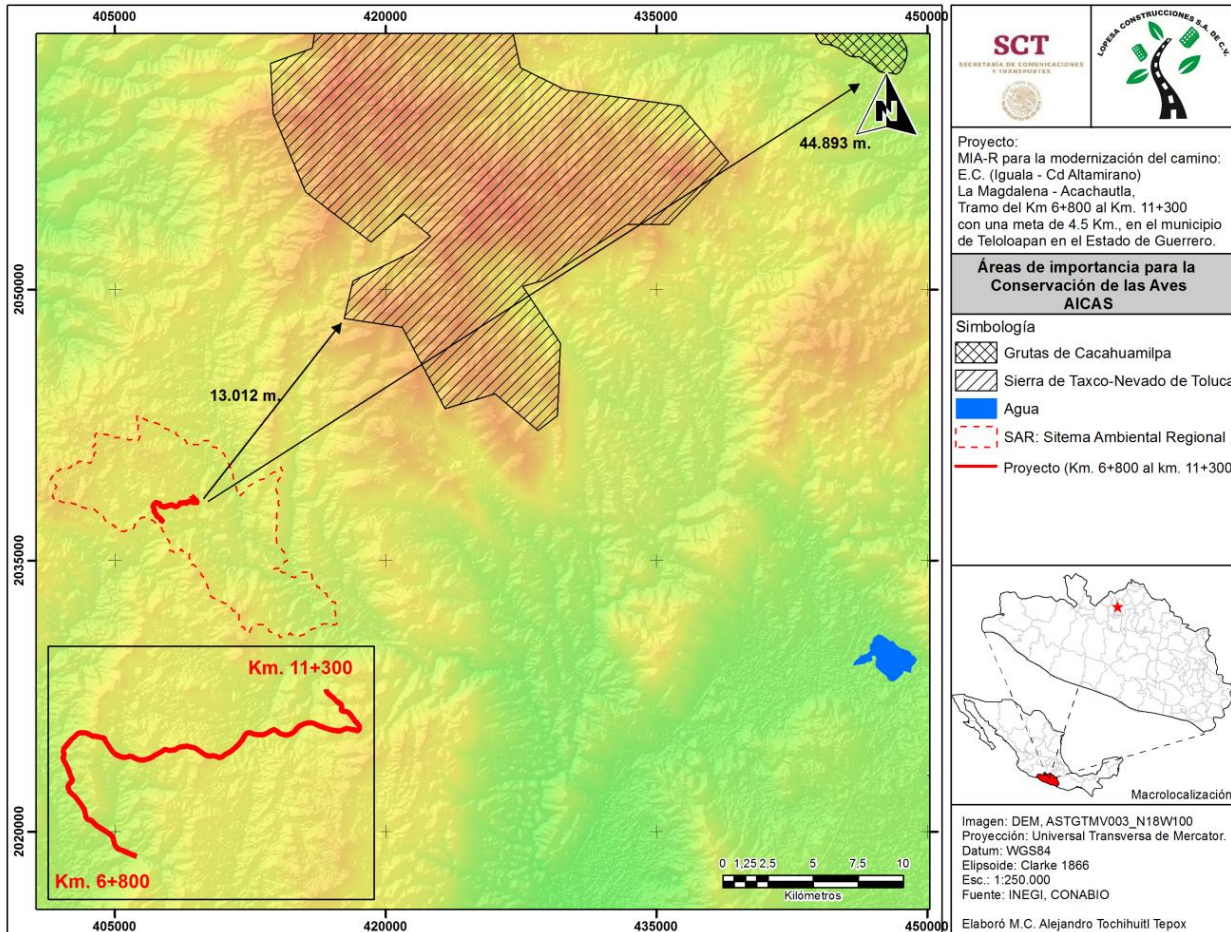 405000
420000
435000
450000
2050000
2035000
2020000
44.893 m.
13.012 m.
N
Km. 11+300
Km. 6+800
0 1,25 2,5 5 7,5 10
Kilómetros
405000
420000
435000
450000
SCT
SECRETARÍA DE COMUNICACIONES
Y TRANSPORTES
LOPESA CONSTRUCCIONES S.A. DE C.V.
Proyecto:
MIA-R para la modernización del camino:
E.C. (Iguala - Cd Altamirano)
La Magdalena - Acachautla,
Tramo del Km 6+800 al Km. 11+300
con una meta de 4.5 Km., en el municipio
de Teloloapan en el Estado de Guerrero.
Áreas de importancia para la
Conservación de las Aves
AICAS
Simbología
Grutas de Cacahuamilpa
Sierra de Taxco-Nevado de Toluca
Agua
SAR: Sitema Ambiental Regional
Proyecto (Km. 6+800 al km. 11+300
Macrolocalización
Imagen: DEM, ASTGTMV003_N18W100
Proyección: Universal Transversa de Mercator.
Datum: WGS84
Elipsoide: Clarke 1866
Esc.: 1:250.000
Fuente: INEGI, CONABIO
Elaboró M.C. Alejandro Tochihuitl Tepox